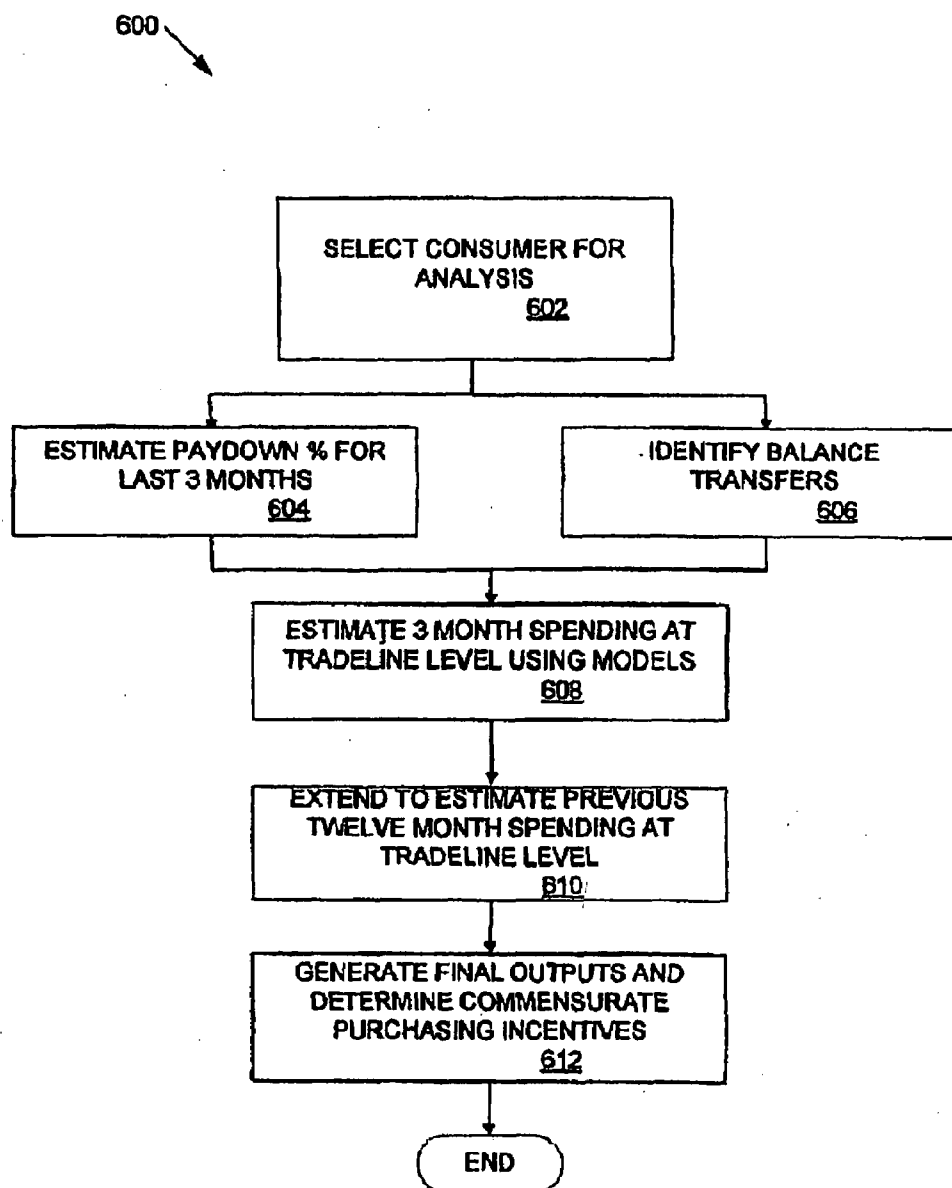 600
SELECT CONSUMER FOR
ANALYSIS
602
ESTIMATE PAYDOWN % FOR
LAST 3 MONTHS
604
IDENTIFY BALANCE
TRANSFERS
606
ESTIMATE 3 MONTH SPENDING AT
TRADELINE LEVEL USING MODELS
608
EXTEND TO ESTIMATE PREVIOUS
TWELVE MONTH SPENDING AT
TRADELINE LEVEL
610
GENERATE FINAL OUTPUTS AND
DETERMINE COMMENSURATE
PURCHASING INCENTIVES
612
END